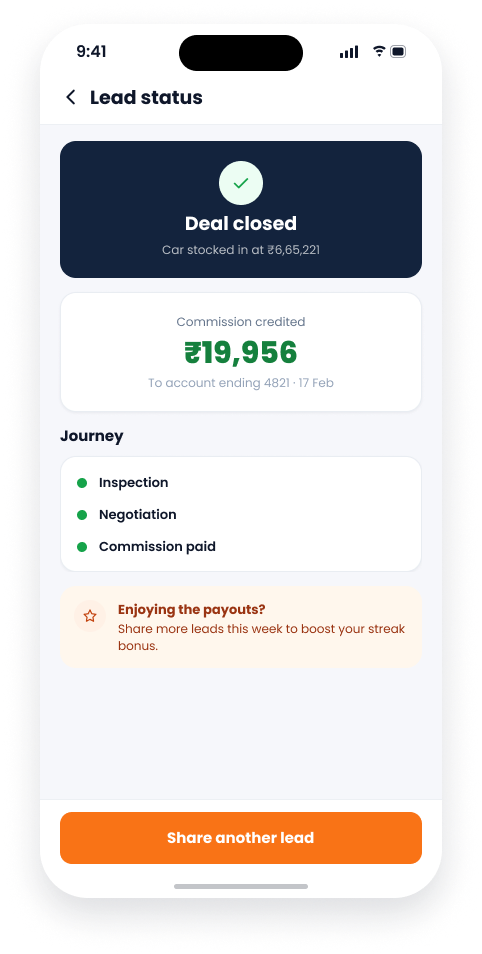 9:41
Lead status
Deal closed
Car stocked in at ₹6,65,221
Commission credited
₹19,956
To account ending 4821 · 17 Feb
Journey
Inspection
Negotiation
Commission paid
Enjoying the payouts?
Share more leads this week to boost your streak
bonus.
Share another lead